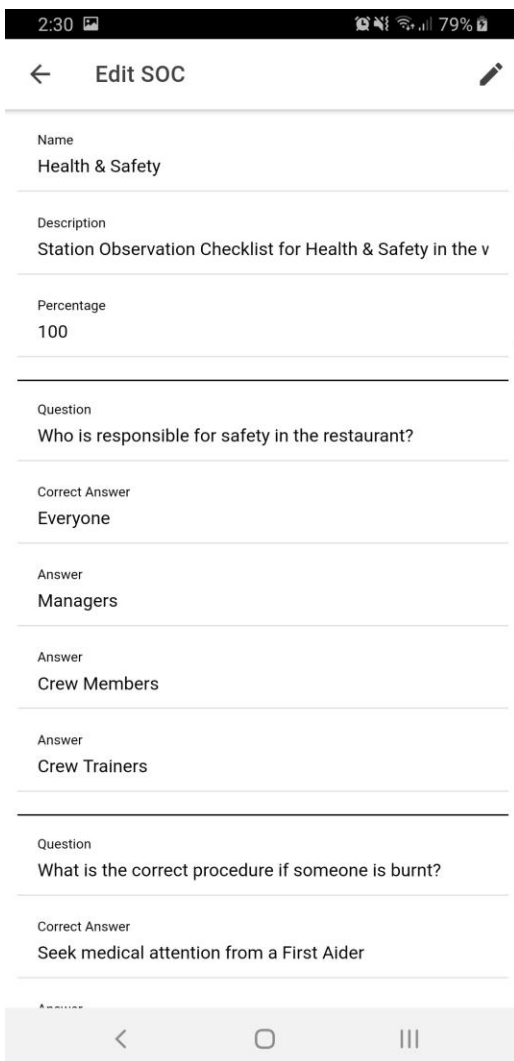 2:30 79%
Edit SOC
Name
Health & Safety
Description
Station Observation Checklist for Health & Safety in the
Percentage
100
Question
Who is responsible for safety in the restaurant?
Correct Answer
Everyone
Answer
Managers
Answer
Crew Members
Answer
Crew Trainers
Question
What is the correct procedure if someone is burnt?
Correct Answer
Seek medical attention from a First Aider